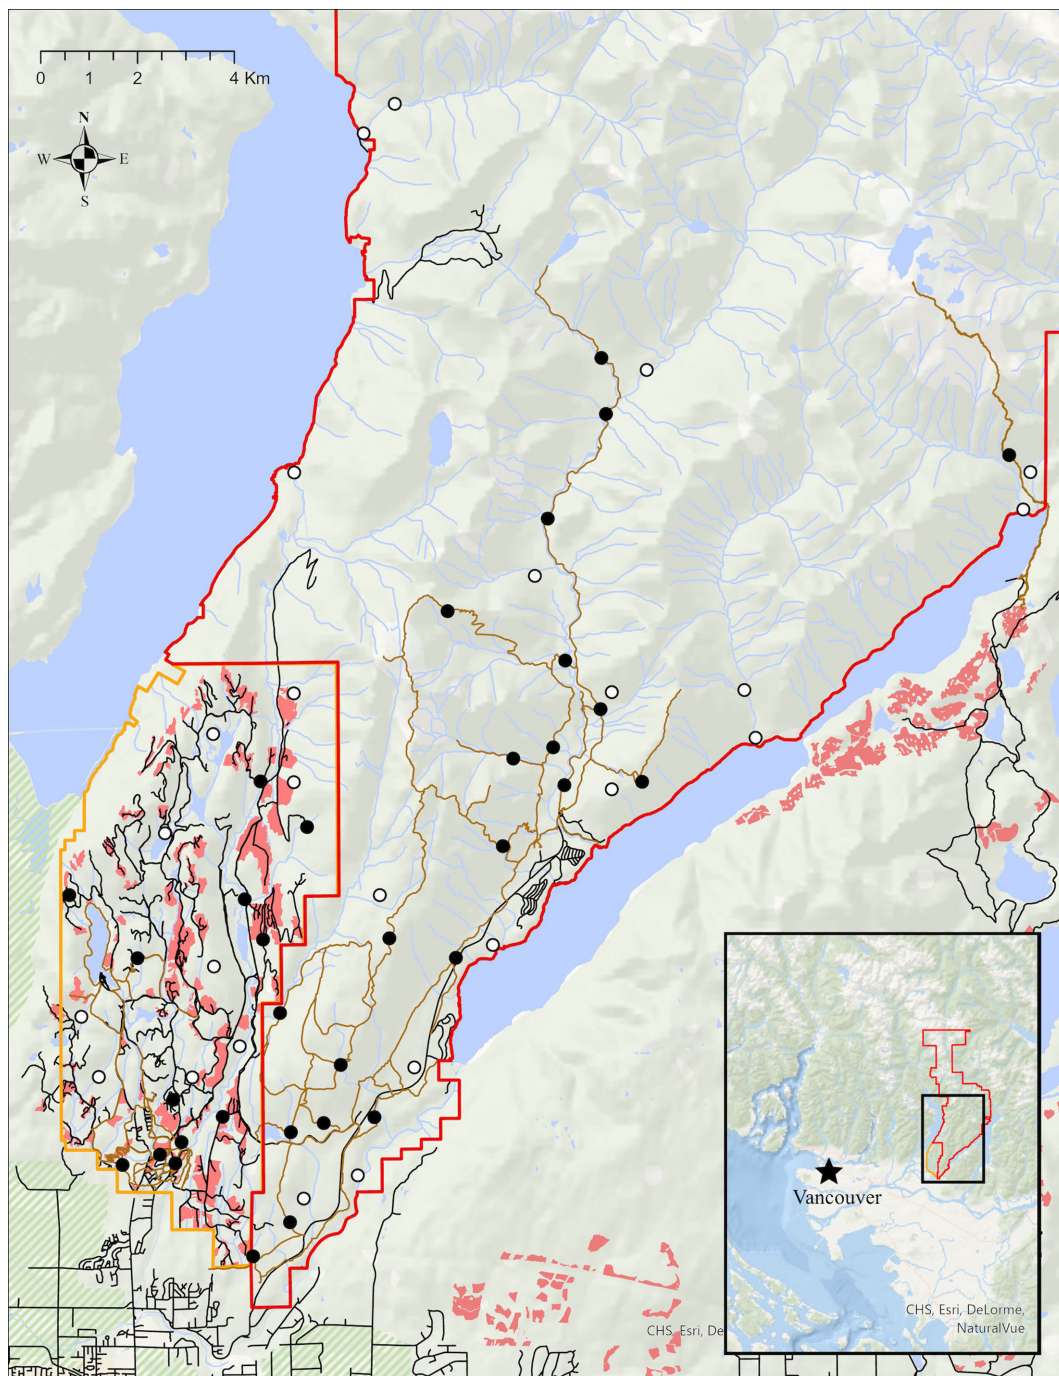 0 1 2 4 Km
N
W E
S
Vancouver
CHS, Esri, DeLorme,
NaturalVue
CHS, Esri, De